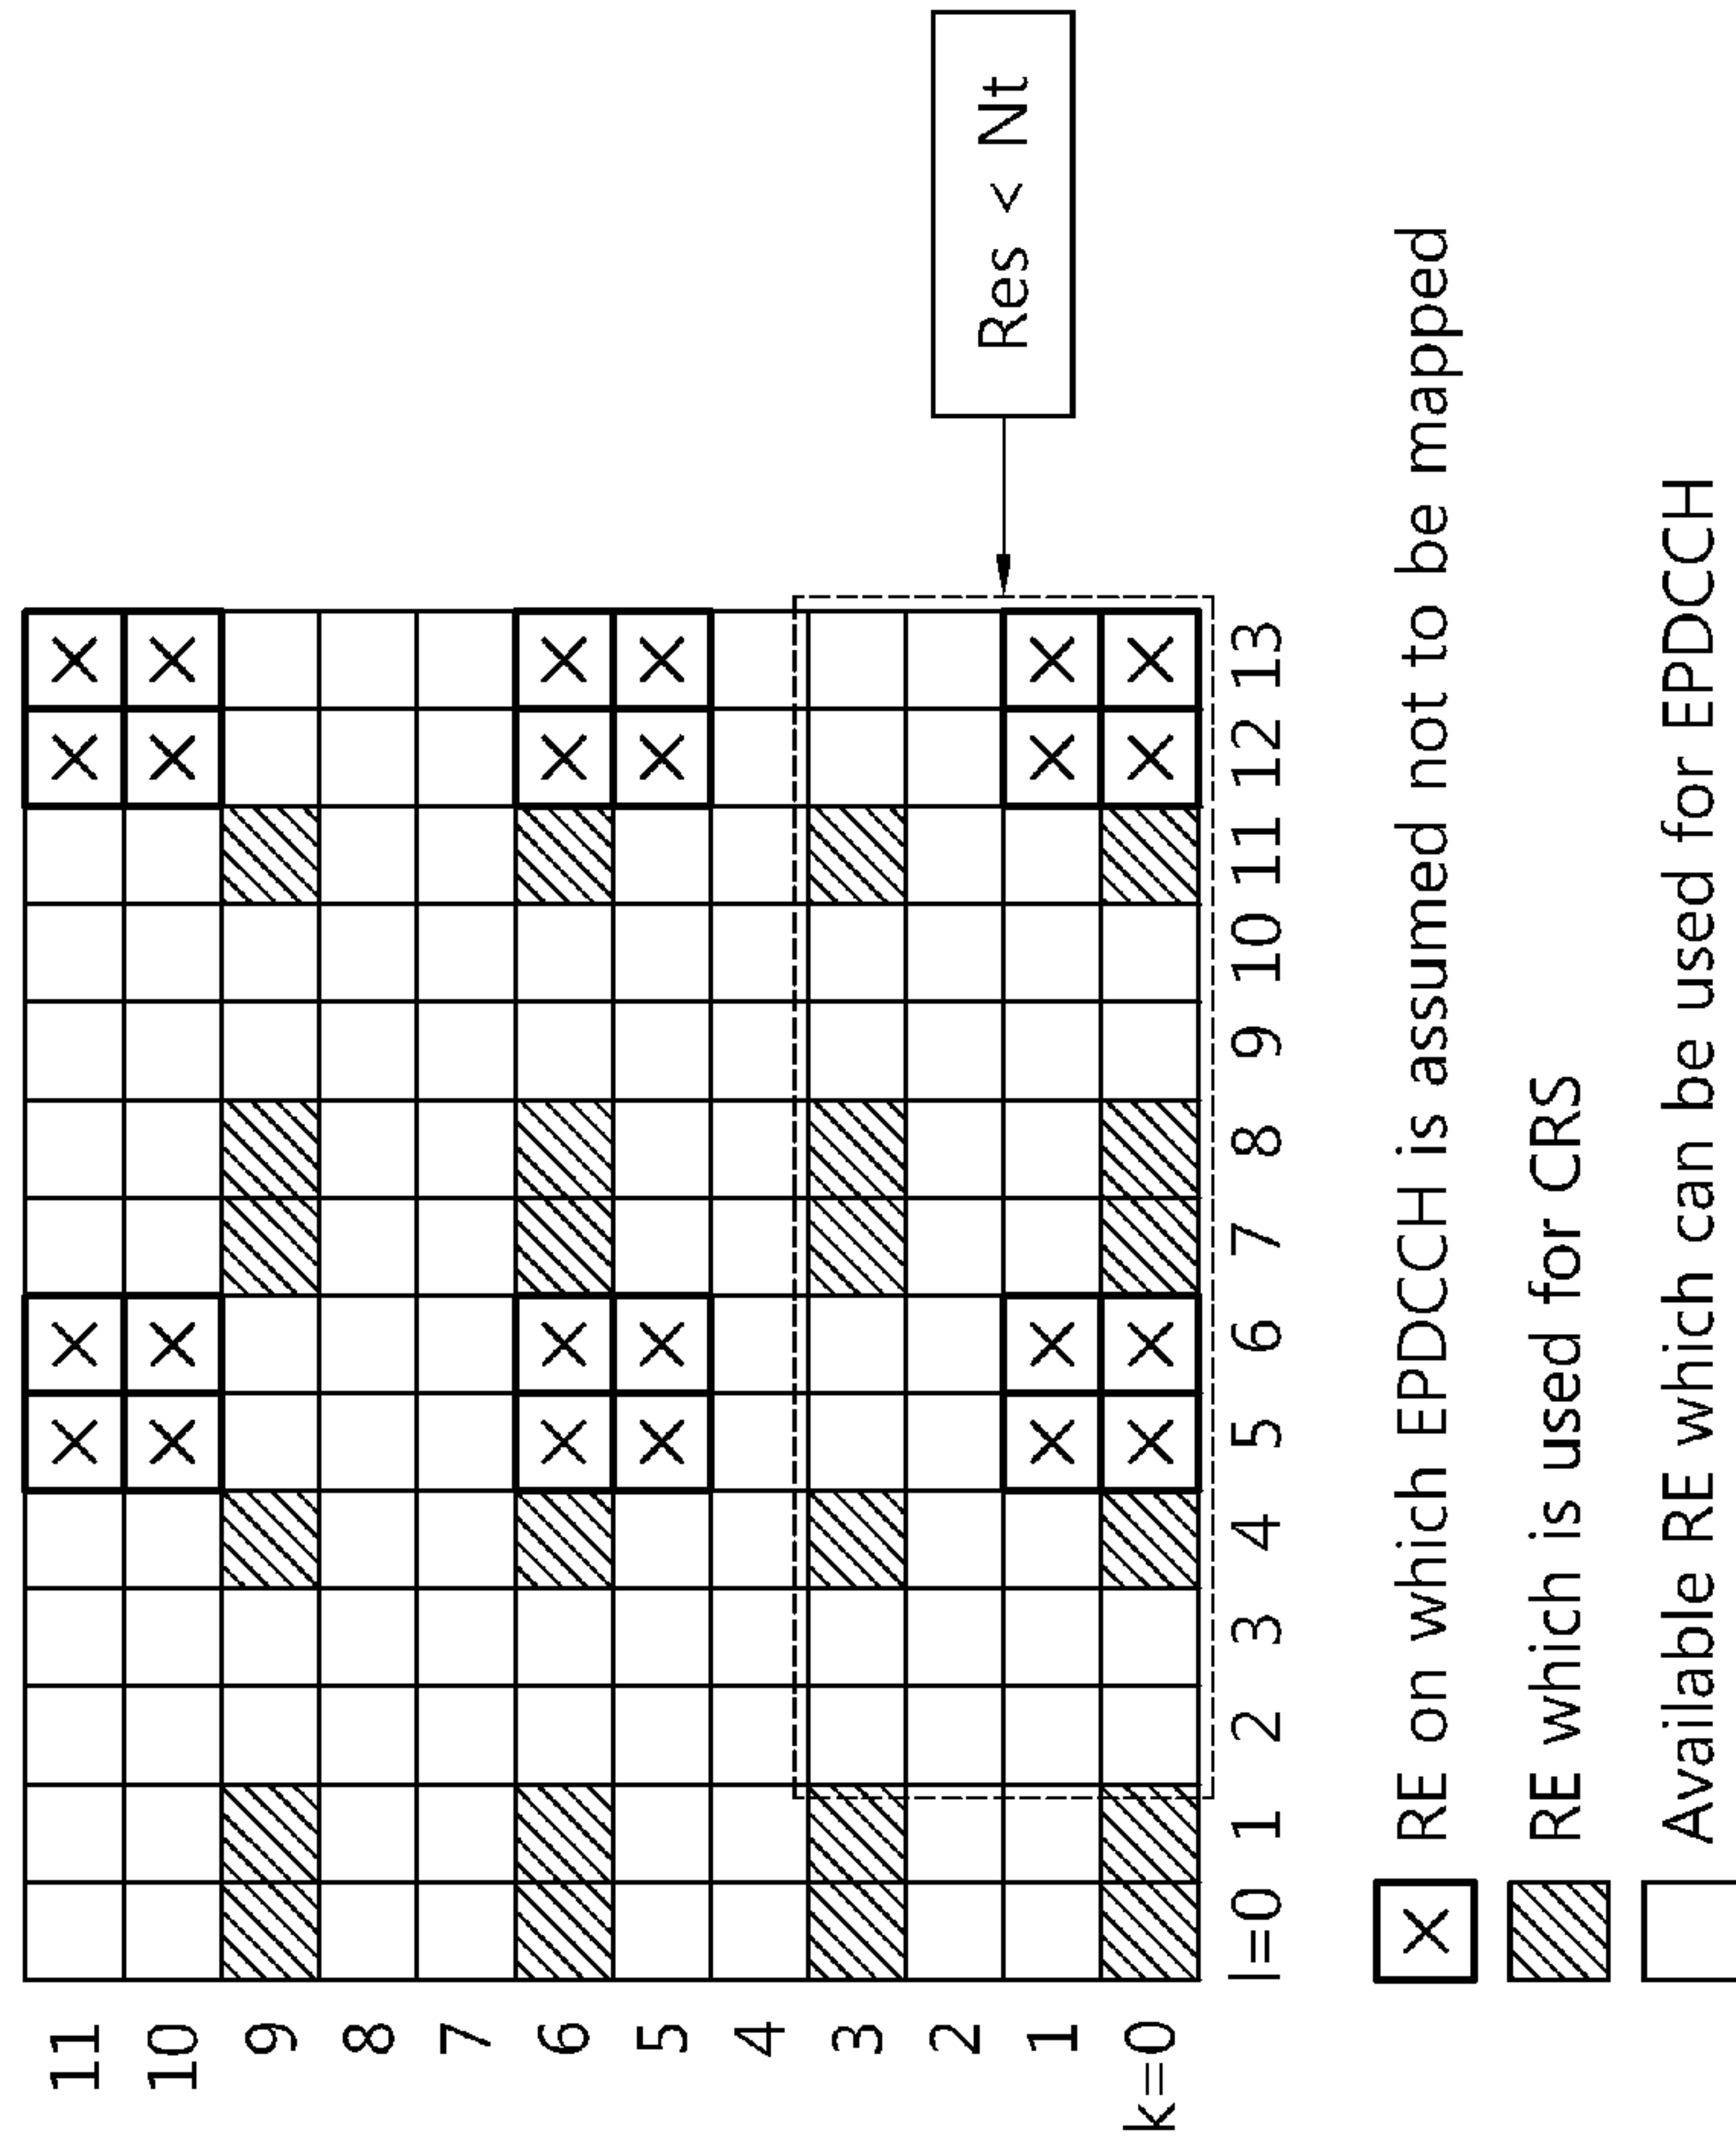 11
10
9
8
7
6
5
4
3
2
1
k=0
l=0 1 2 3 4 5 6 7 8 9 10 11 12 13
Res < Nt
RE on which EPDCCH is assumed not to be mapped
RE which is used for CRS
Available RE which can be used for EPDCCH